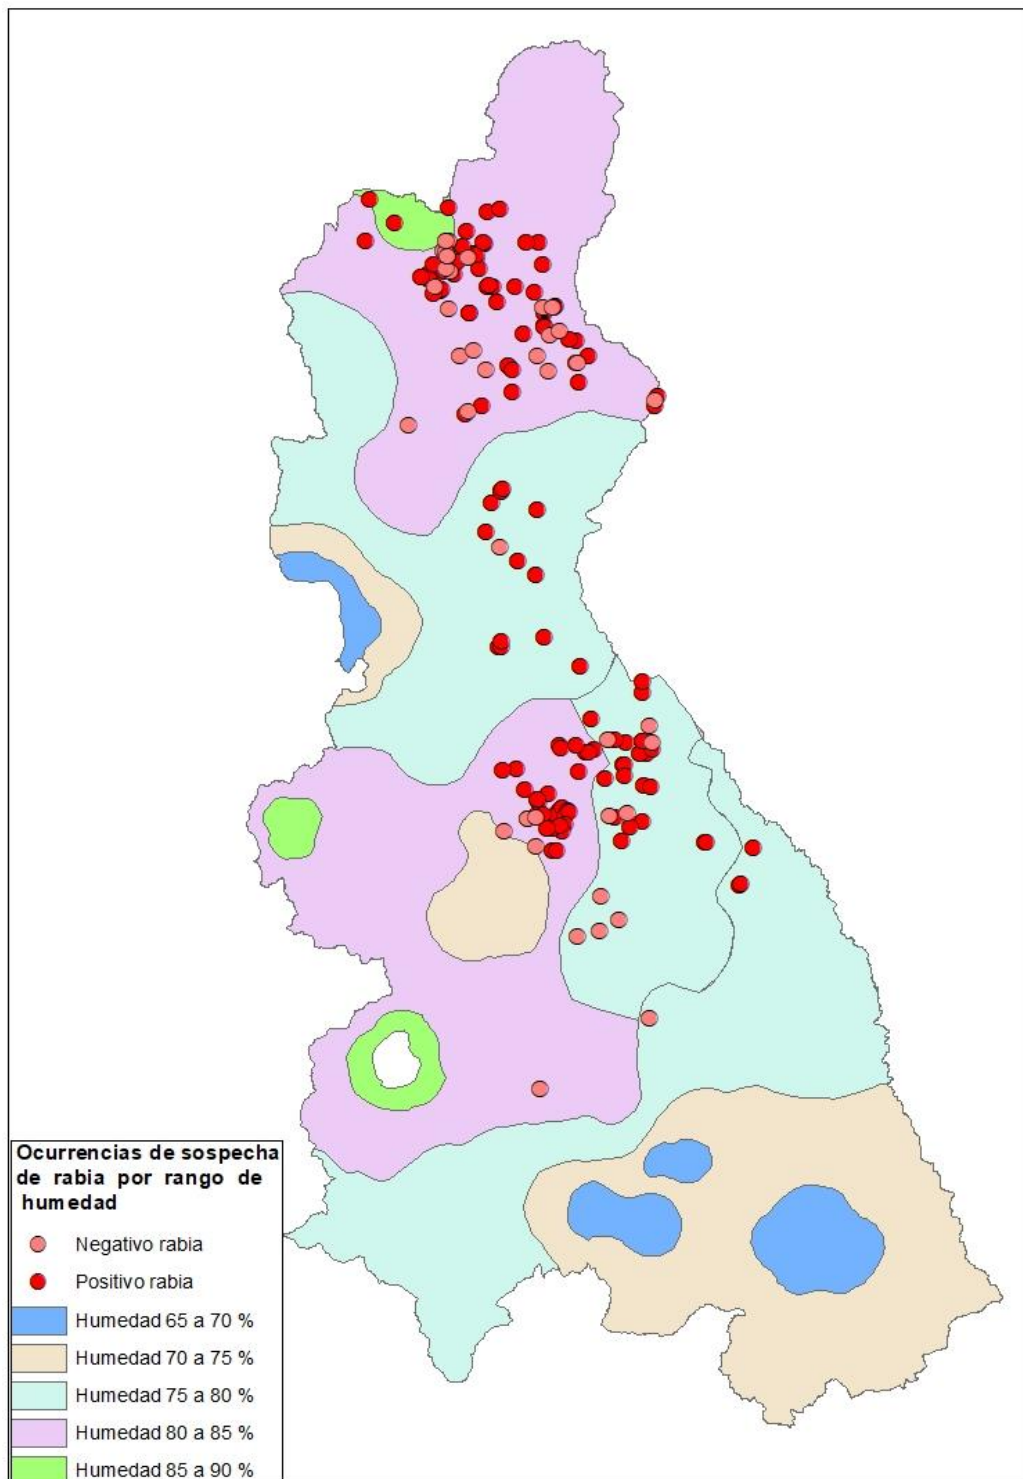 Ocurrencias de sospecha
de rabia por rango de
humedad
Negativo rabia
Positivo rabia
Humedad 65 a 70 %
Humedad 70 a 75 %
Humedad 75 a 80 %
Humedad 80 a 85 %
Humedad 85 a 90 %